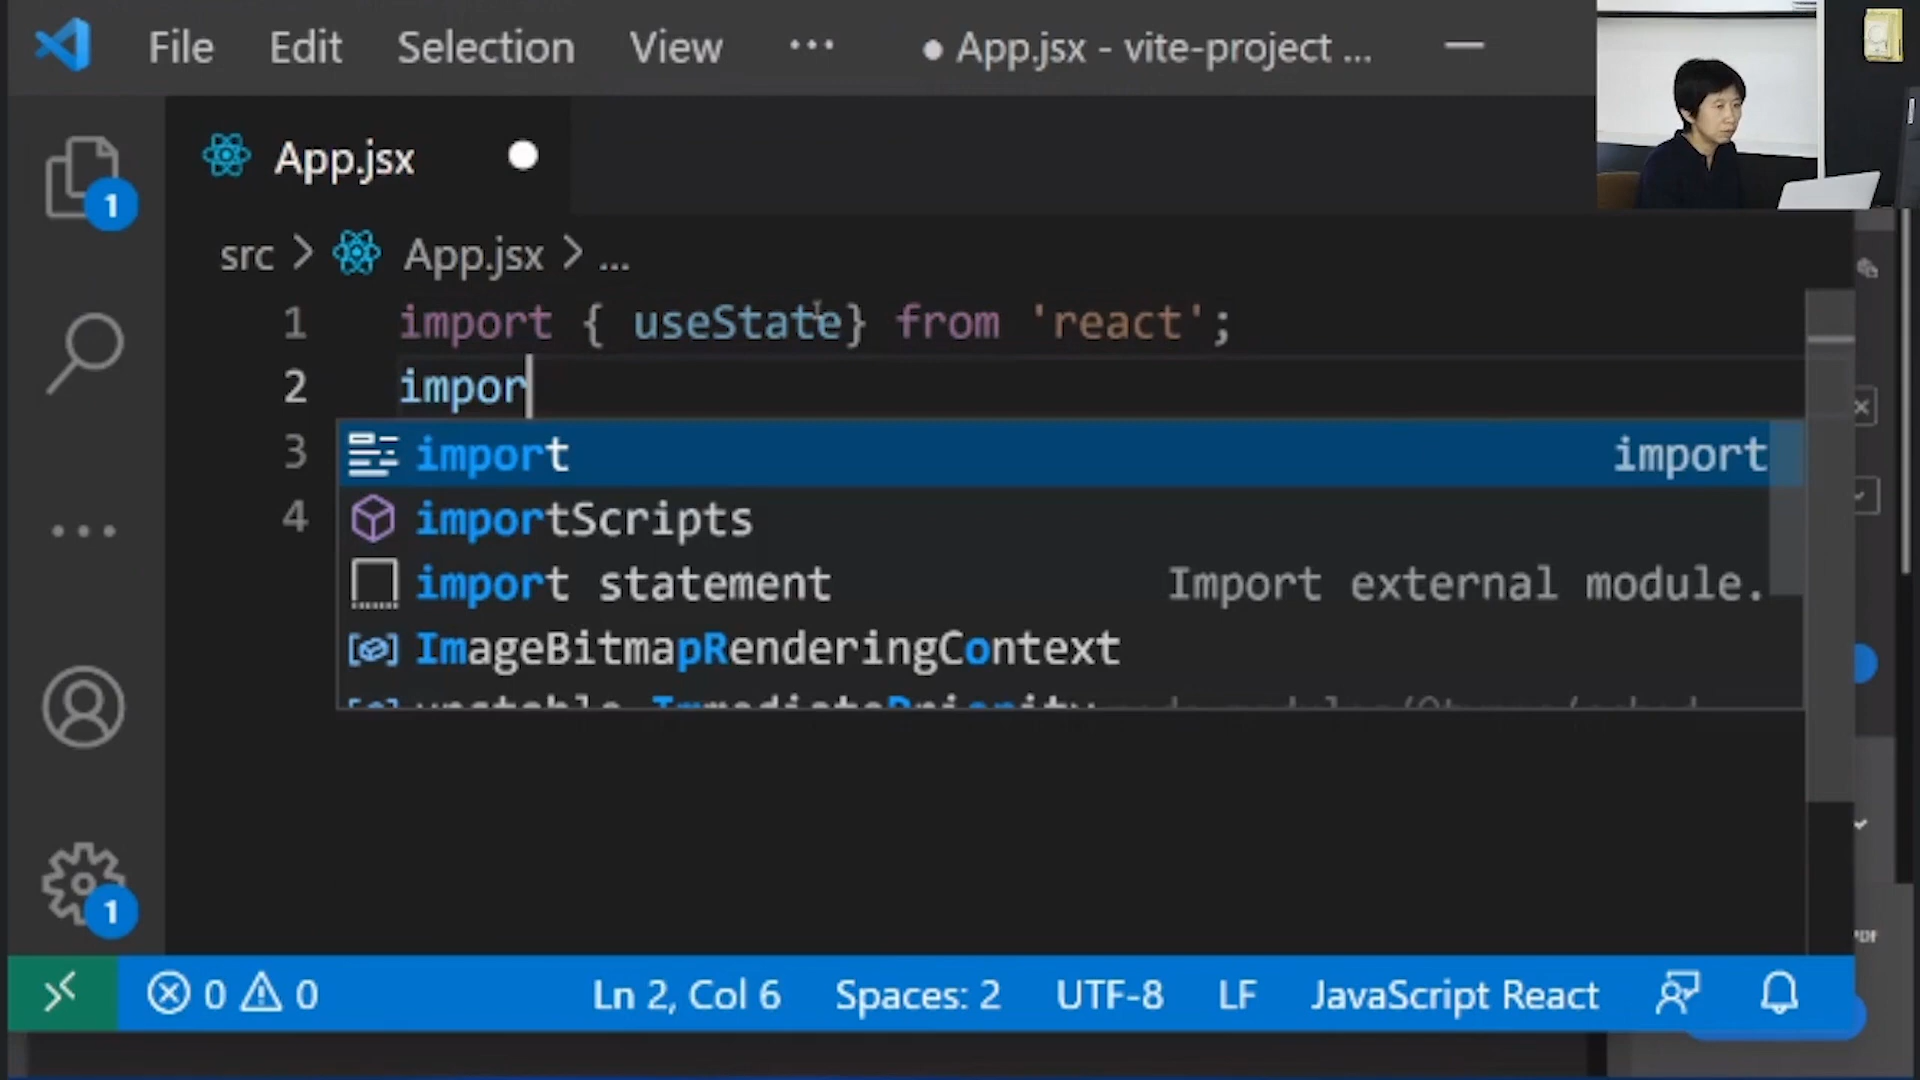 File Edit Selection View ··· ● App.jsx - vite-project ...
App.jsx
1
src > App.jsx > ...
1 import { useState} from 'react';
2 impor
3 import import
4 importScripts
import statement Import external module.
ImageBitmapRenderingContext
unstable_ImmediatePriority
1
0 0 Ln 2, Col 6 Spaces: 2 UTF-8 LF JavaScript React
PDF